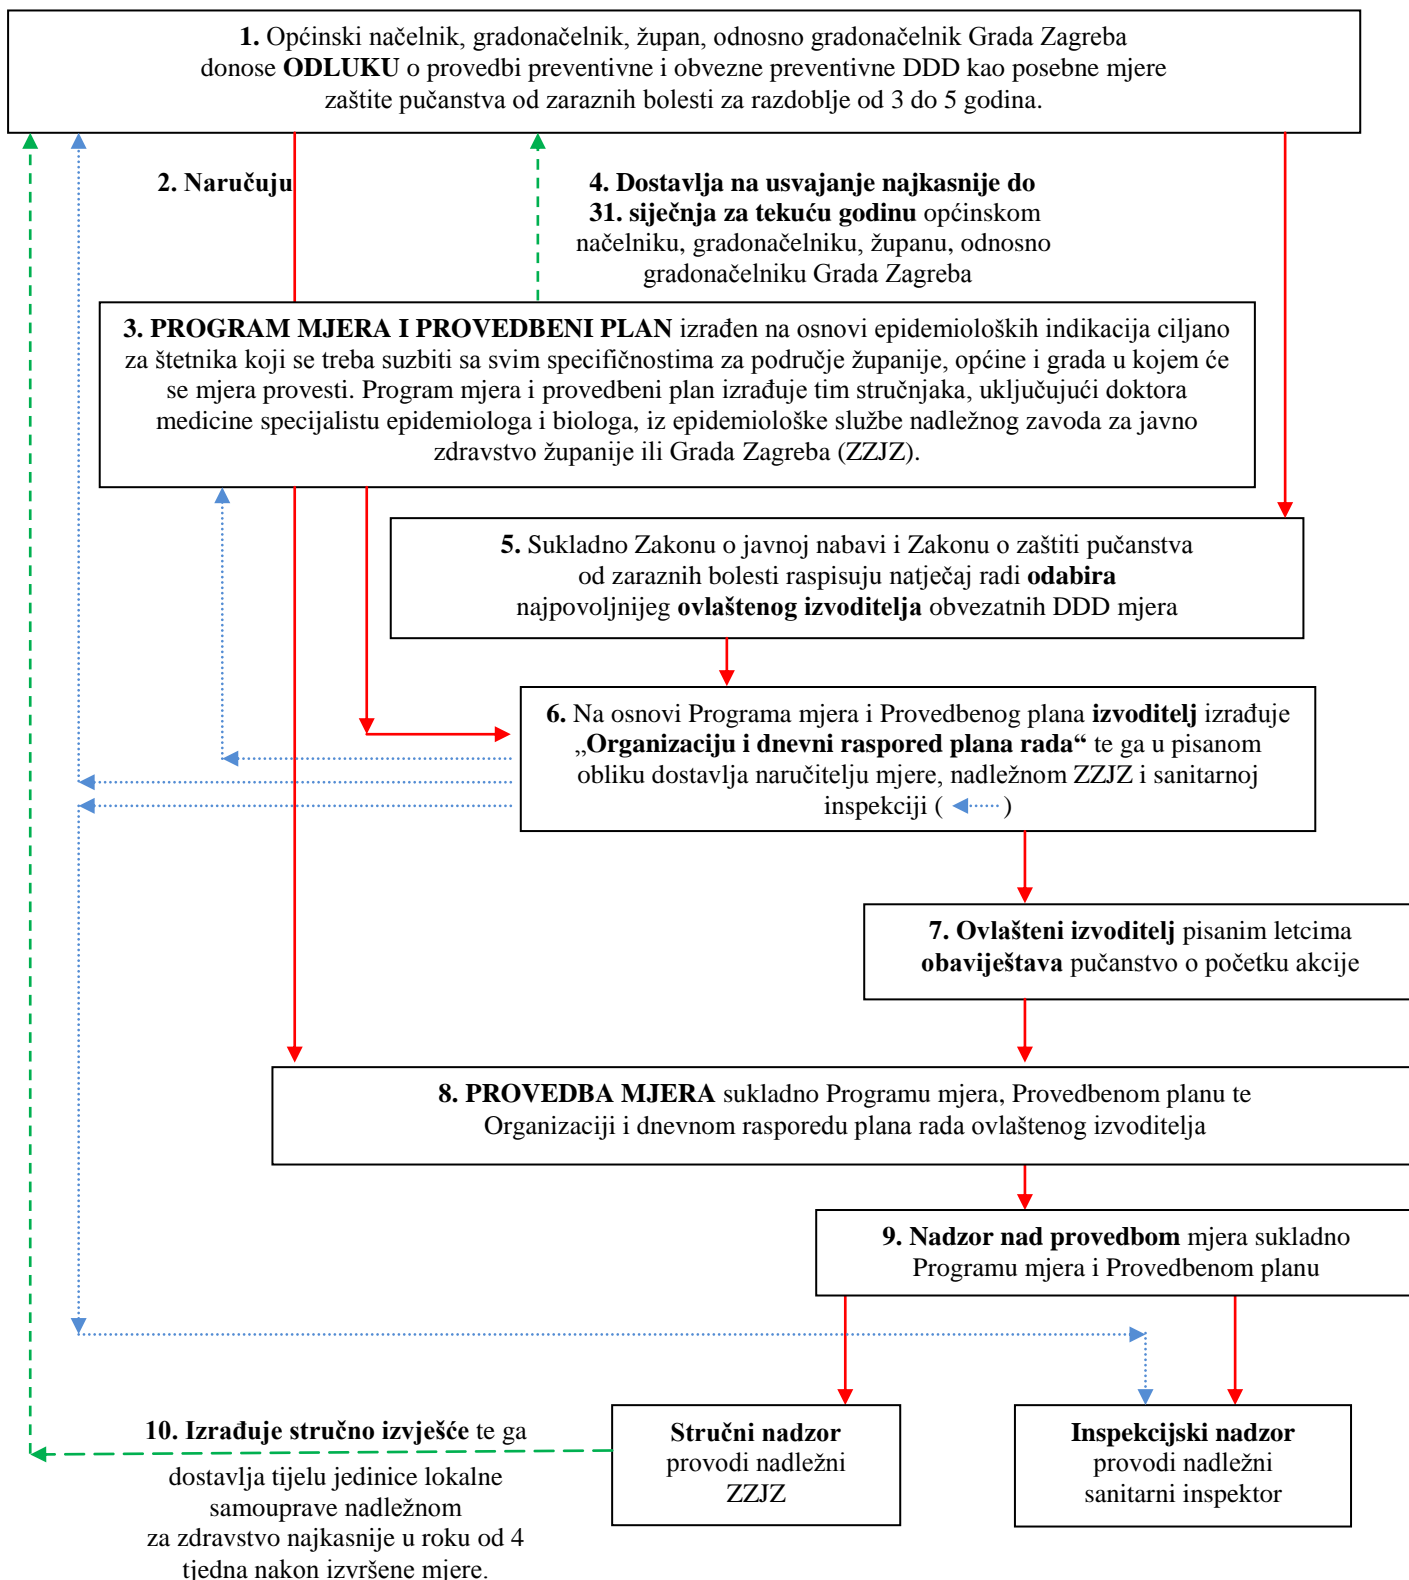 1. Općinski načelnik, gradonačelnik, župan, odnosno gradonačelnik Grada Zagreba
donose ODLUKU o provedbi preventivne i obvezne preventivne DDD kao posebne mjere
zaštite pučanstva od zaraznih bolesti za razdoblje od 3 do 5 godina.
2. Naručuju
4. Dostavlja na usvajanje najkasnije do
31. siječnja za tekuću godinu općinskom
načelniku, gradonačelniku, županu, odnosno
gradonačelniku Grada Zagreba
3. PROGRAM MJERA I PROVEDBENI PLAN izrađen na osnovi epidemioloških indikacija ciljano
za štetnika koji se treba suzbiti sa svim specifičnostima za područje županije, općine i grada u kojem će
se mjera provesti. Program mjera i provedbeni plan izrađuje tim stručnjaka, uključujući doktora
medicine specijalistu epidemiologa i biologa, iz epidemiološke službe nadležnog zavoda za javno
zdravstvo županije ili Grada Zagreba (ZZJZ).
5. Sukladno Zakonu o javnoj nabavi i Zakonu o zaštiti pučanstva
od zaraznih bolesti raspisuju natječaj radi odabira
najpovoljnijeg ovlaštenog izvoditelja obvezatnih DDD mjera
6. Na osnovi Programa mjera i Provedbenog plana izvoditelj izrađuje
„Organizaciju i dnevni raspored plana rada“ te ga u pisanom
obliku dostavlja naručitelju mjere, nadležnom ZZJZ i sanitarnoj
inspekciji ( )
7. Ovlašteni izvoditelj pisanim letcima
obaviještava pučanstvo o početku akcije
8. PROVEDBA MJERA sukladno Programu mjera, Provedbenom planu te
Organizaciji i dnevnom rasporedu plana rada ovlaštenog izvoditelja
9. Nadzor nad provedbom mjera sukladno
Programu mjera i Provedbenom planu
10. Izrađuje stručno izvješće te ga
dostavlja tijelu jedinice lokalne
samouprave nadležnom
za zdravstvo najkasnije u roku od 4
tjedna nakon izvršene mjere.
Stručni nadzor
provodi nadležni
ZZJZ
Inspekcijski nadzor
provodi nadležni
sanitarni inspektor